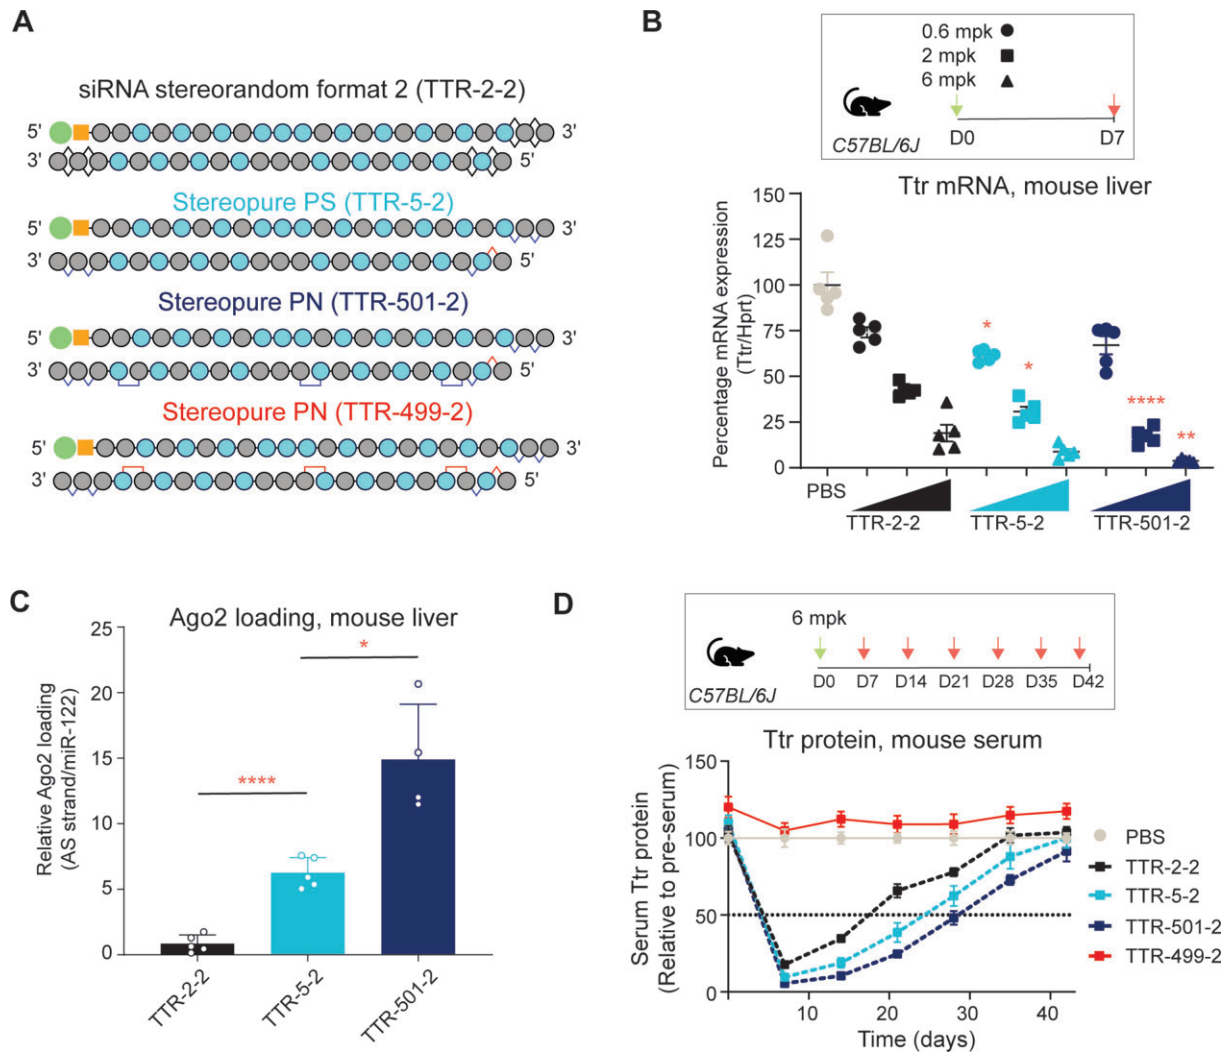 A
siRNA stereorandom format 2 (TTR-2-2)
5' 3'
3' 5'
Stereopure PS (TTR-5-2)
5' 3'
3' 5'
Stereopure PN (TTR-501-2)
5' 3'
3' 5'
Stereopure PN (TTR-499-2)
5' 3'
3' 5'
B
0.6 mpk
2 mpk
6 mpk
C57BL/6J
D0 D7
Ttr mRNA, mouse liver
Percentage mRNA expression
(Ttr/Hprt)
150
125
100
75
50
25
0
*
*
****
**
PBS
TTR-2-2 TTR-5-2 TTR-501-2
C
Ago2 loading, mouse liver
Relative Ago2 loading
(AS strand/miR-122)
25
20
15
10
5
0
****
*
TTR-2-2
TTR-5-2
TTR-501-2
D
6 mpk
C57BL/6J
D0 D7 D14 D21 D28 D35 D42
Ttr protein, mouse serum
Serum Ttr protein
(Relative to pre-serum)
150
100
50
0
0 10 20 30 40
Time (days)
PBS
TTR-2-2
TTR-5-2
TTR-501-2
TTR-499-2